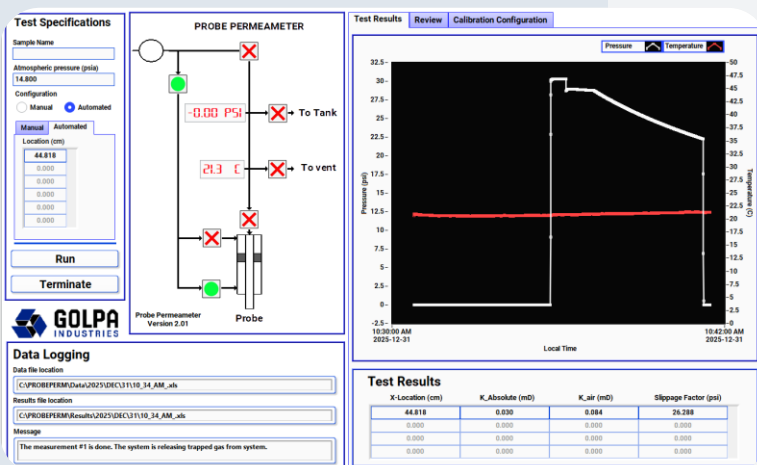 Test Specifications
Sample Name
Atmospheric pressure (psia)
14.800
Configuration
Manual Automated
Manual Automated
Location (cm)
44.818
0.000
0.000
0.000
0.000
0.000
Run
Terminate
GOLPA
INDUSTRIES
PROBE PERMEAMETER
-0.00 PSI
To Tank
21.3 C
To vent
Probe Permeameter
Version 2.01
Probe
Data Logging
Data file location
C:\PROBEPERM\Data\2025\DEC\31\10_34_AM_.xls
Results file location
C:\PROBEPERM\Results\2025\DEC\31\10_34_AM_.xls
Message
The measurement #1 is done. The system is releasing trapped gas from system.
Test Results Review Calibration Configuration
Pressure Temperature
Pressure (psi)
32.5-
30-
27.5-
25-
22.5-
20-
17.5-
15-
12.5-
10-
7.5-
5-
2.5-
0-
-2.5-
-50
-47.5
-45
-42.5
-40
-37.5
-35
-32.5
-30
-27.5
-25
-22.5
-20
-17.5
-15
-12.5
-10
-7.5
-5
-2.5
-0
Temperature (C)
10:30:00 AM 10:42:00 AM
2025-12-31 2025-12-31
Local Time
Test Results
X-Location (cm) K_Absolute (mD) K_air (mD) Slippage Factor (psi)
44.818 0.030 0.084 26.288
0.000 0.000 0.000 0.000
0.000 0.000 0.000 0.000
0.000 0.000 0.000 0.000